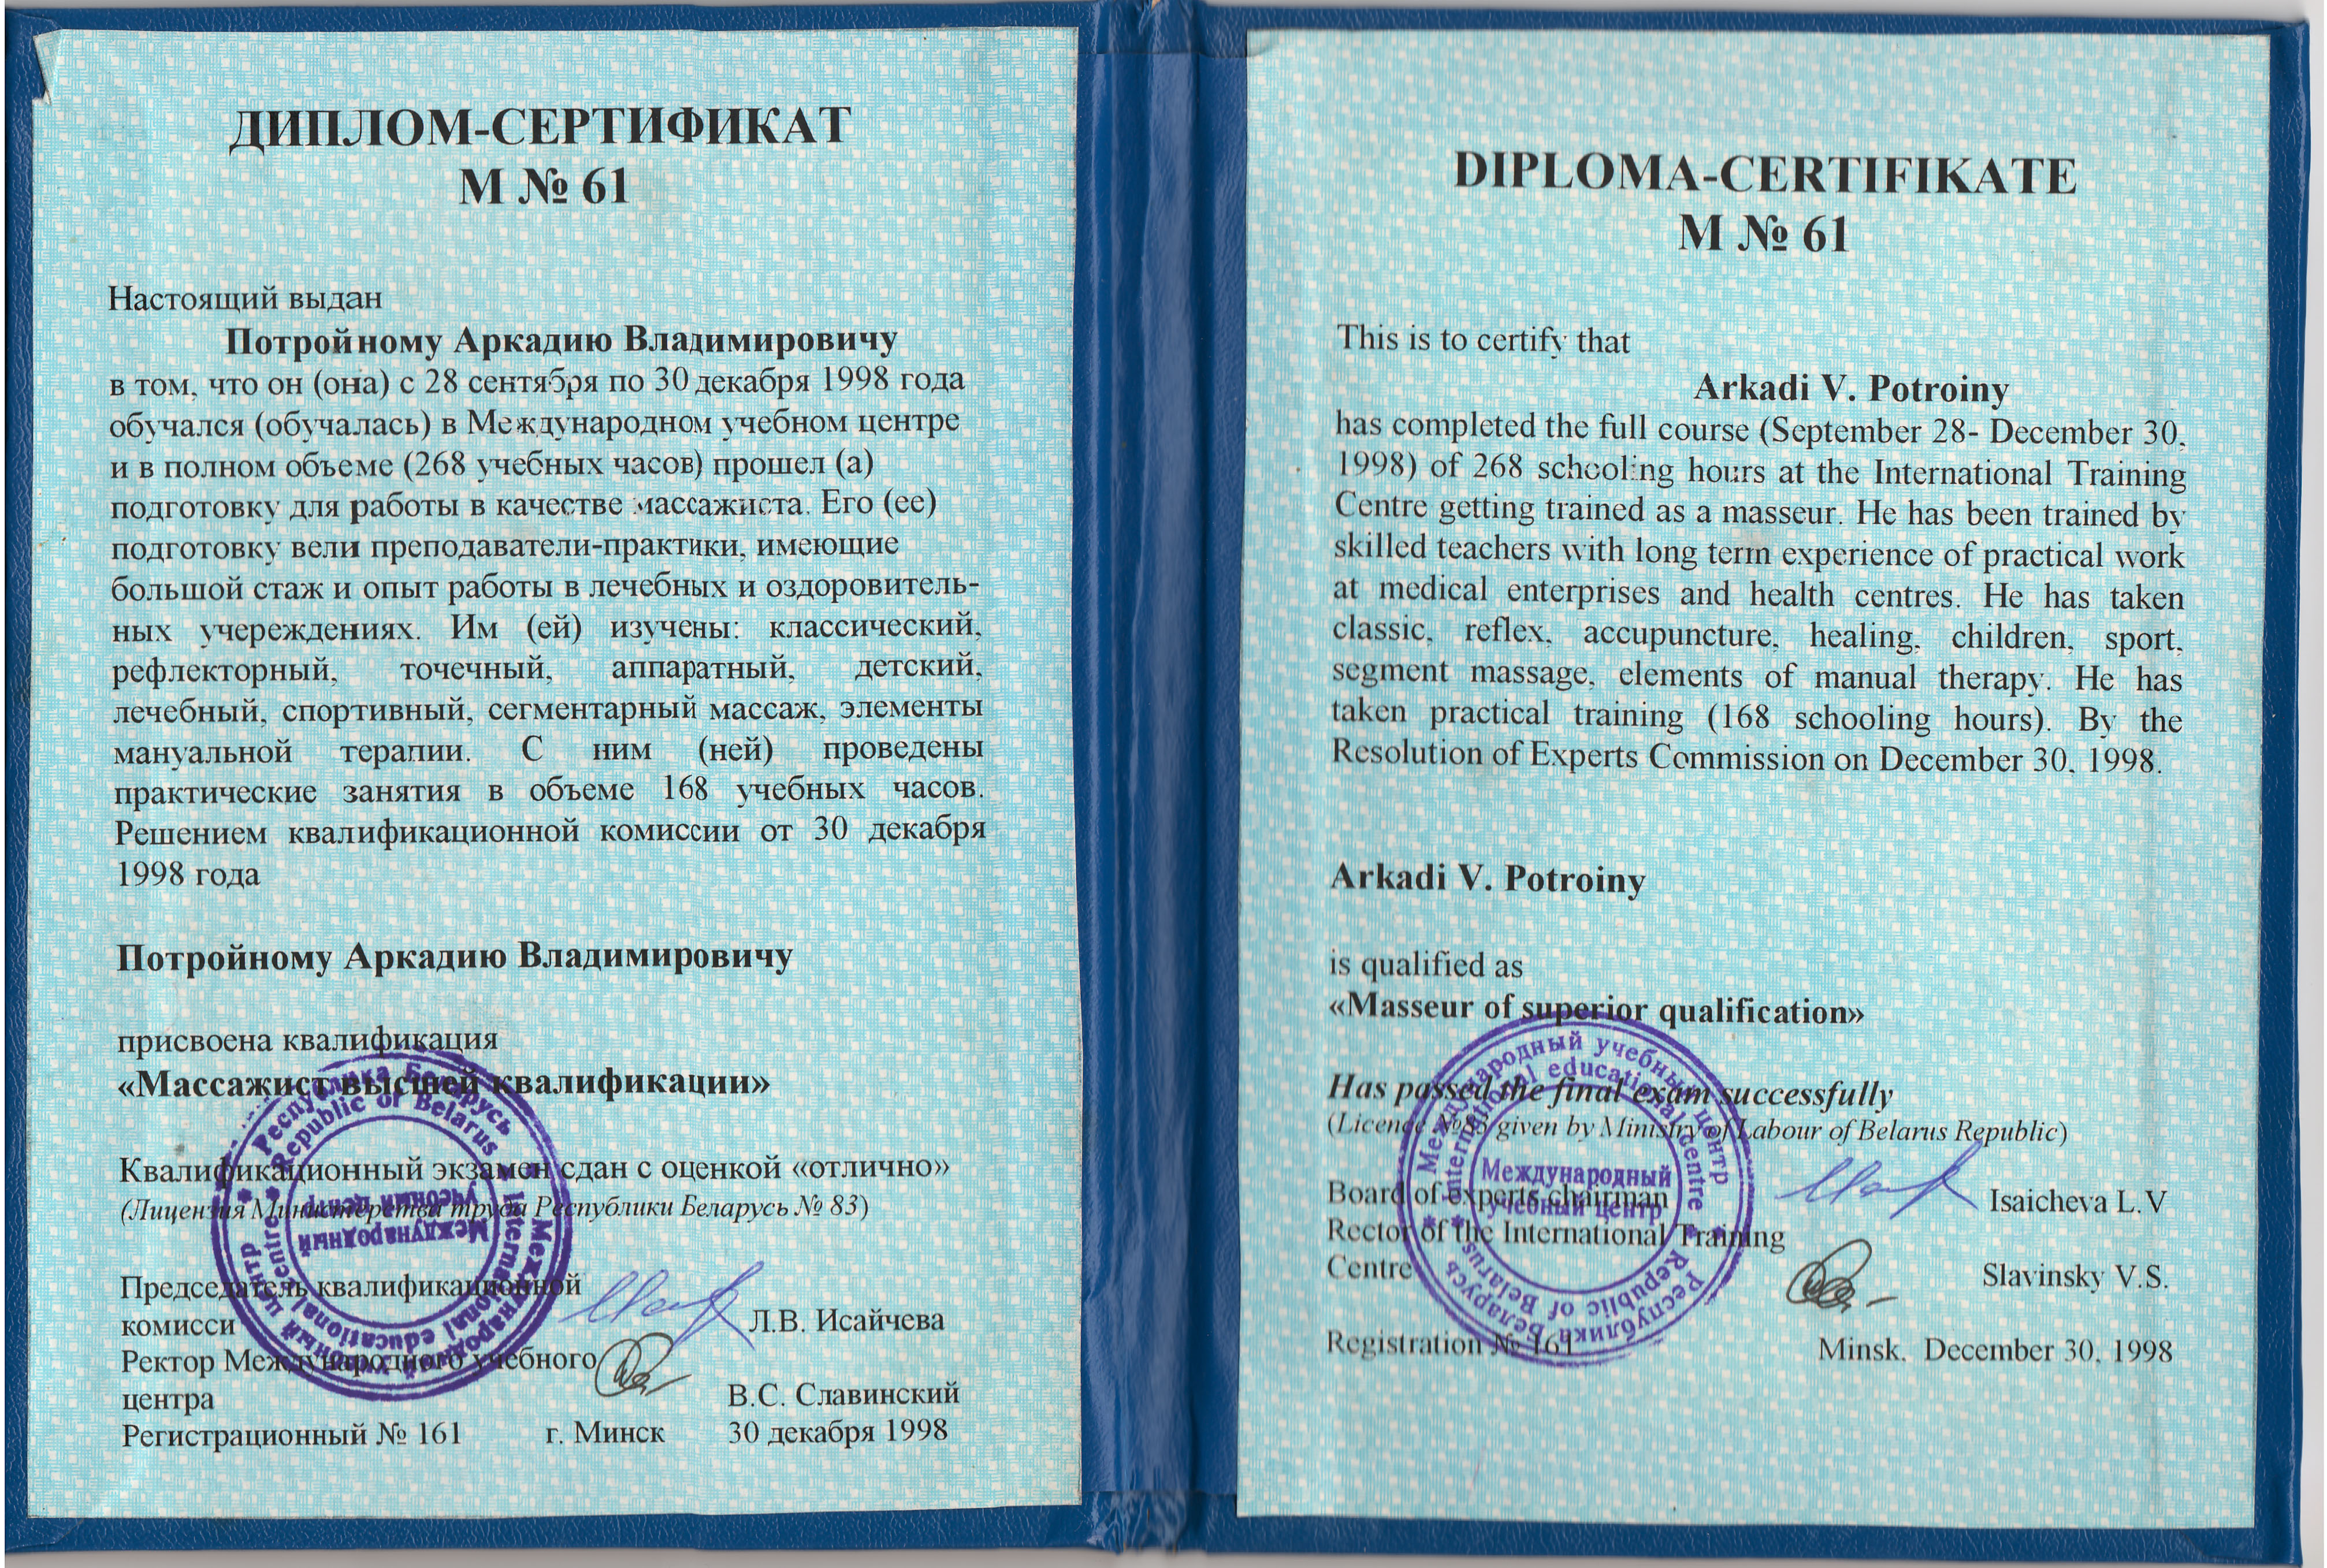 ДИПЛОМ-СЕРТИФИКАТ
М № 61
Настоящий выдан
Потройному Аркадию Владимировичу
в том, что он (она) с 28 сентября по 30 декабря 1998 года
обучался (обучалась) в Международном учебном центре
и в полном объеме (268 учебных часов) прошел (а)
подготовку для работы в качестве массажиста. Его (ее)
подготовку вели преподаватели-практики, имеющие
большой стаж и опыт работы в лечебных и оздоровитель-
ных учереждениях. Им (ей) изучены: классический,
рефлекторный, точечный, аппаратный, детский,
лечебный, спортивный, сегментарный массаж, элементы
мануальной терапии. С ним (ней) проведены
практические занятия в объеме 168 учебных часов.
Решением квалификационной комиссии от 30 декабря
1998 года
Потройному Аркадию Владимировичу
присвоена квалификация
«Массажист высшей квалификации»
Квалификационный экзамен сдан с оценкой «отлично»
(Лицензия Министерства труда Республики Беларусь № 83)
Председатель квалификационной
комисси Л.В. Исайчева
Ректор Международного учебного
центра В.С. Славинский
Регистрационный № 161 г. Минск 30 декабря 1998
Республика Беларусь * Международный учебный центр *
Republic of Belarus * International educational centre *
Международный
учебный центр
DIPLOMA-CERTIFIKATE
М № 61
This is to certify that
Arkadi V. Potroiny
has completed the full course (September 28- December 30,
1998) of 268 schooling hours at the International Training
Centre getting trained as a masseur. He has been trained by
skilled teachers with long term experience of practical work
at medical enterprises and health centres. He has taken
classic, reflex, accupuncture, healing, children, sport,
segment massage, elements of manual therapy. He has
taken practical training (168 schooling hours). By the
Resolution of Experts Commission on December 30, 1998.
Arkadi V. Potroiny
is qualified as
«Masseur of superior qualification»
Has passed the final exam successfully
(Licence № given by Ministry of Labour of Belarus Republic)
Board of experts chairman Isaicheva L.V
Rector of the International Training
Centre Slavinsky V.S.
Registration № 161 Minsk, December 30, 1998
Международный учебный центр * Республика Беларусь *
International educational centre * Republic of Belarus *
Международный
учебный центр